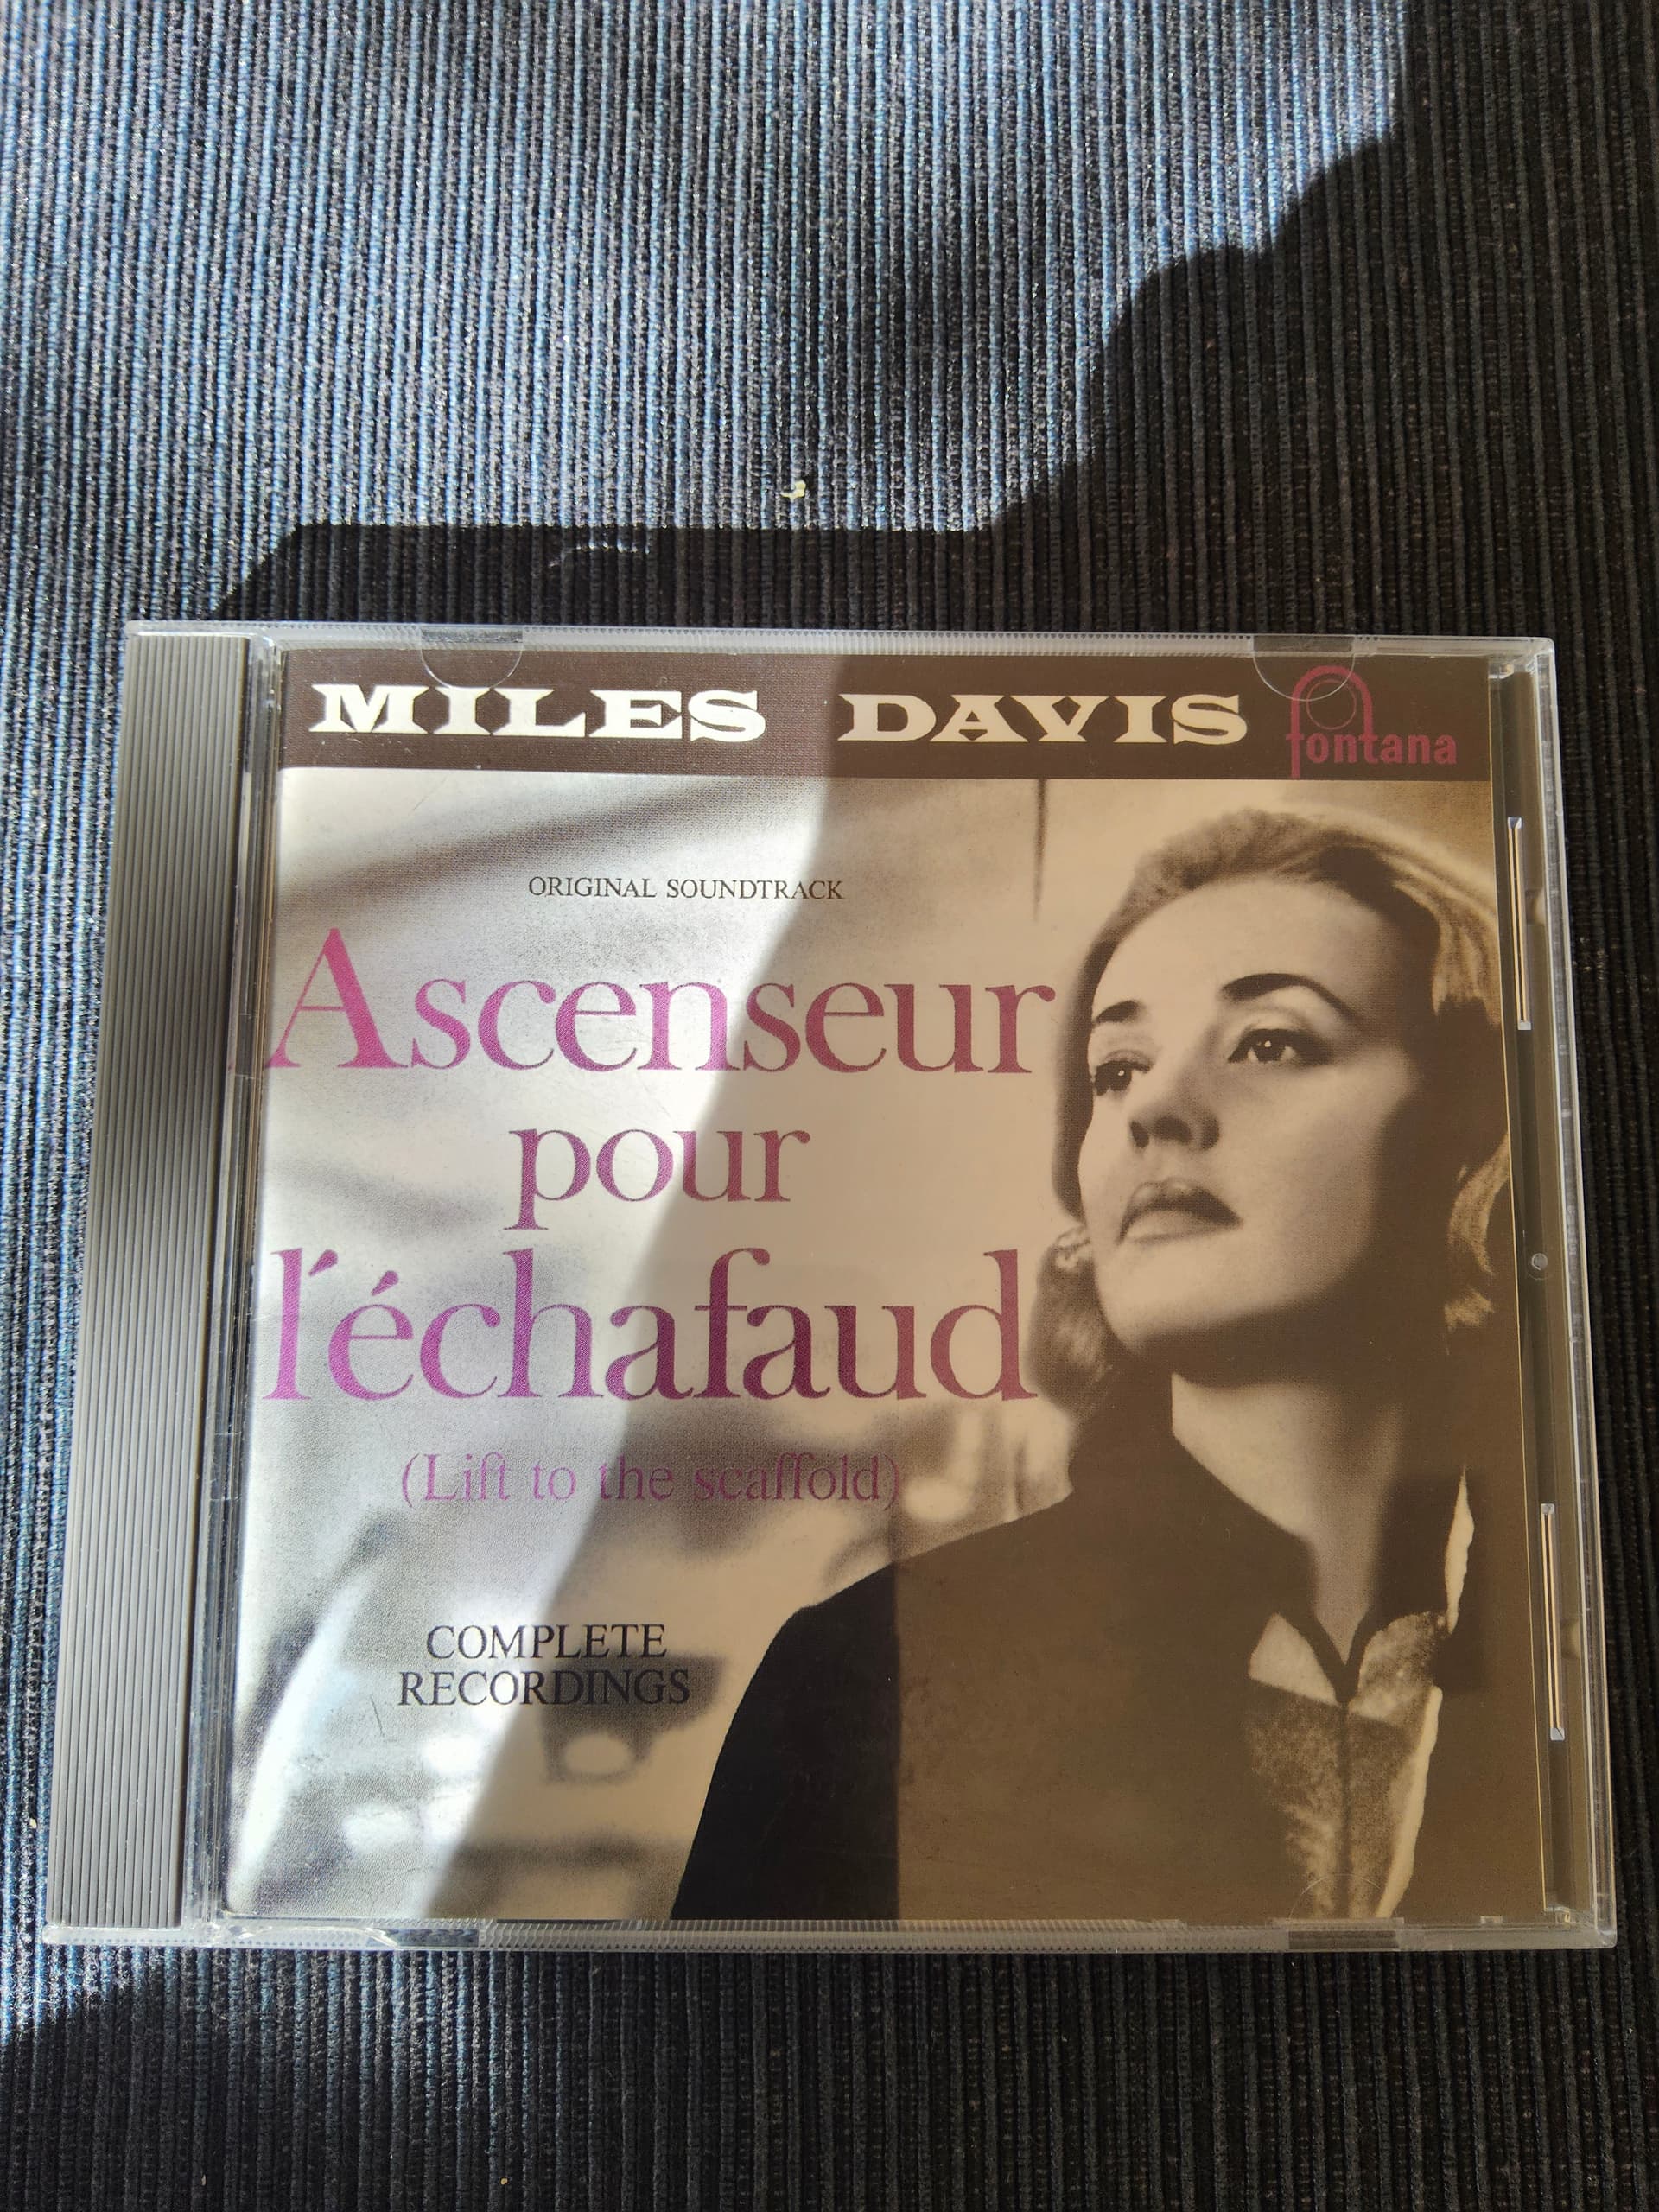 MILES DAVIS fontana
ORIGINAL SOUNDTRACK
Ascenseur
pour
l'échafaud
(Lift to the scaffold)
COMPLETE
RECORDINGS